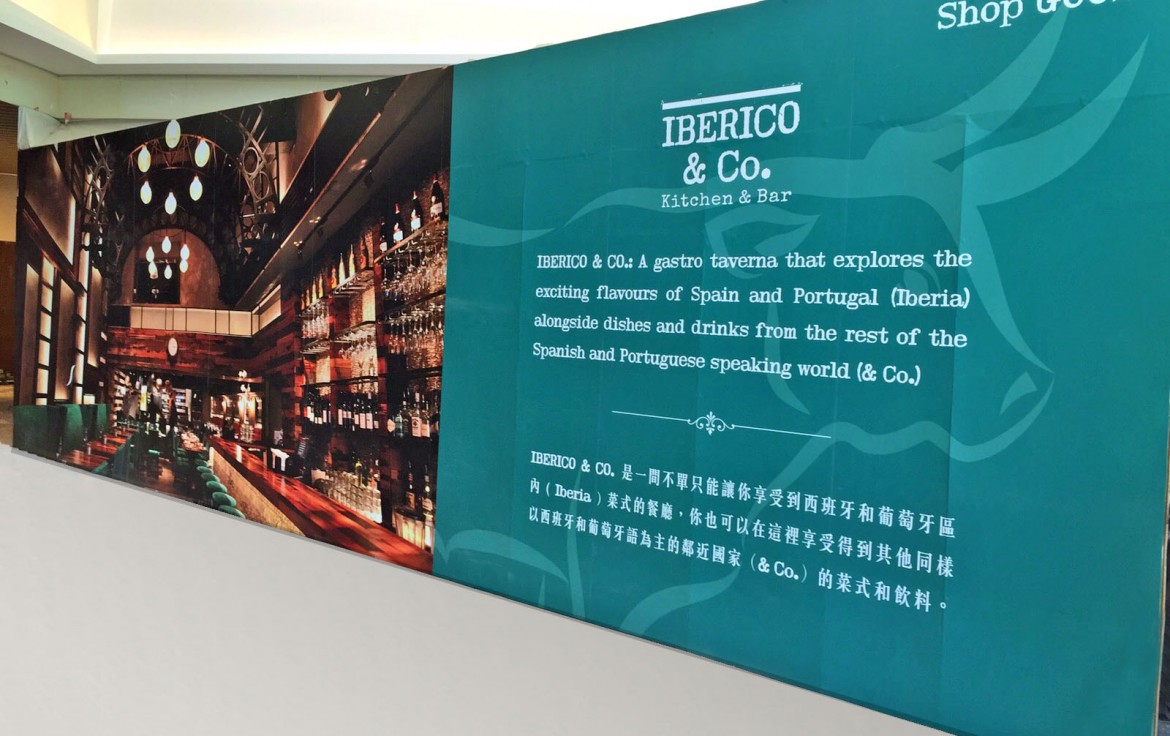 Shop
IBERICO
& Co.
Kitchen & Bar
IBERICO & CO.: A gastro taverna that explores the
exciting flavours of Spain and Portugal (Iberia)
alongside dishes and drinks from the rest of the
Spanish and Portuguese speaking world (& Co.)
IBERICO & CO. 是一間不單只能讓你享受到西班牙和葡萄牙區
內 ( Iberia ) 菜式的餐廳，你也可以在這裡享受得到其他同樣
以西班牙和葡萄牙語為主的鄰近國家（& Co.）的菜式和飲料。